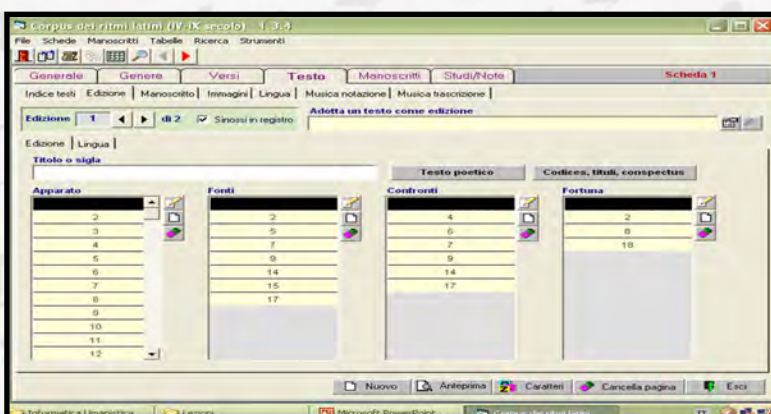 Corpus dei ritmi latini (IV-IX secolo) - 1.3.4
File Schede Manoscritti Tabelle Ricerca Strumenti
Generale Genere Versi Testo Manoscritti Studi/Note Scheda 1
Indice testi Edizione Manoscritto Immagini Lingua Musica notazione Musica trascrizione
Adotta un testo come edizione
Edizione 1 di 2 Sinossi in registro
Edizione Lingua
Titolo o sigla
Testo poetico Codices, tituli, conspectus
Apparato Fonti Confronti Fortuna
2 2 4 2
3 5 6 8
4 7 7 18
5 9 9
6 14 14
7 15 17
8 17
9
10
11
12
Nuovo Anteprima Caratteri Cancella pagina Esci
Informatica Umanistica Lezioni Microsoft PowerPoint Corpus dei ritmi latini IT